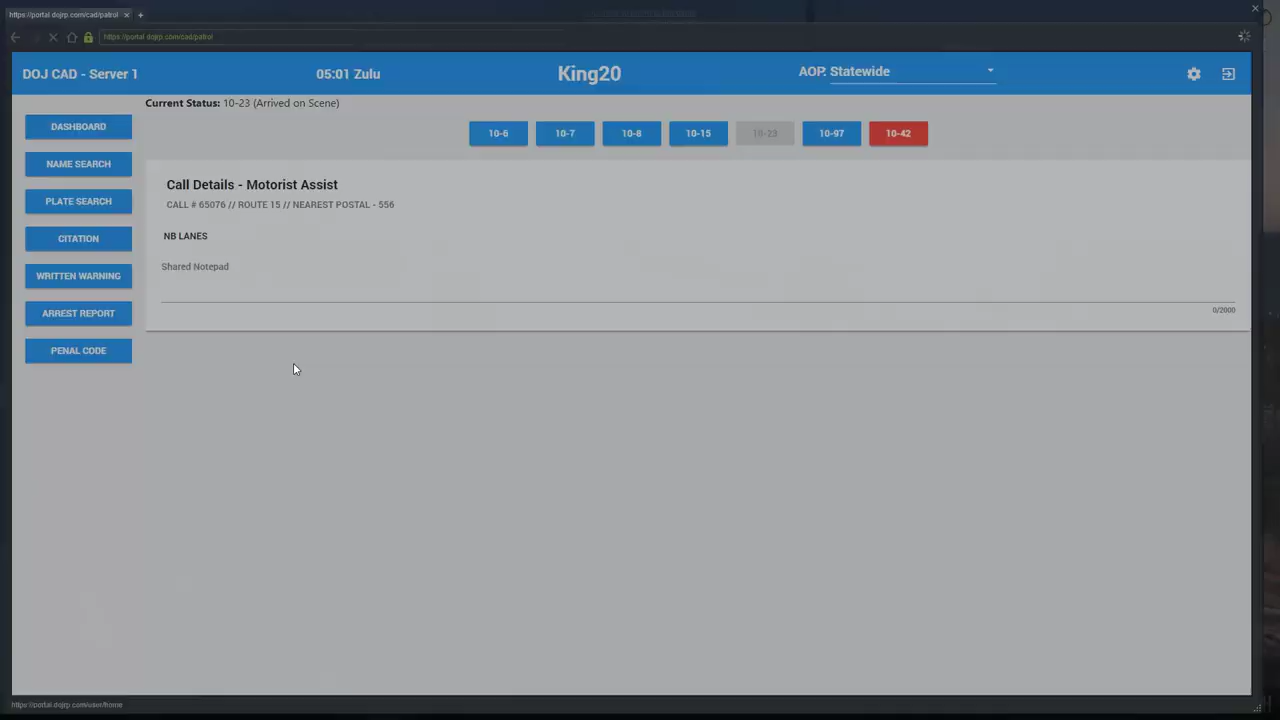 https://portal.dojrp.com/cad/patrol
https://portal.dojrp.com/cad/patrol
DOJ CAD - Server 1
05:01 Zulu
King20
AOP: Statewide
Current Status: 10-23 (Arrived on Scene)
10-6
10-7
10-8
10-15
10-23
10-97
10-42
DASHBOARD
NAME SEARCH
PLATE SEARCH
CITATION
WRITTEN WARNING
ARREST REPORT
PENAL CODE
Call Details - Motorist Assist
CALL # 65076 // ROUTE 15 // NEAREST POSTAL - 556
NB LANES
Shared Notepad
0/2000
https://portal.dojrp.com/user/home